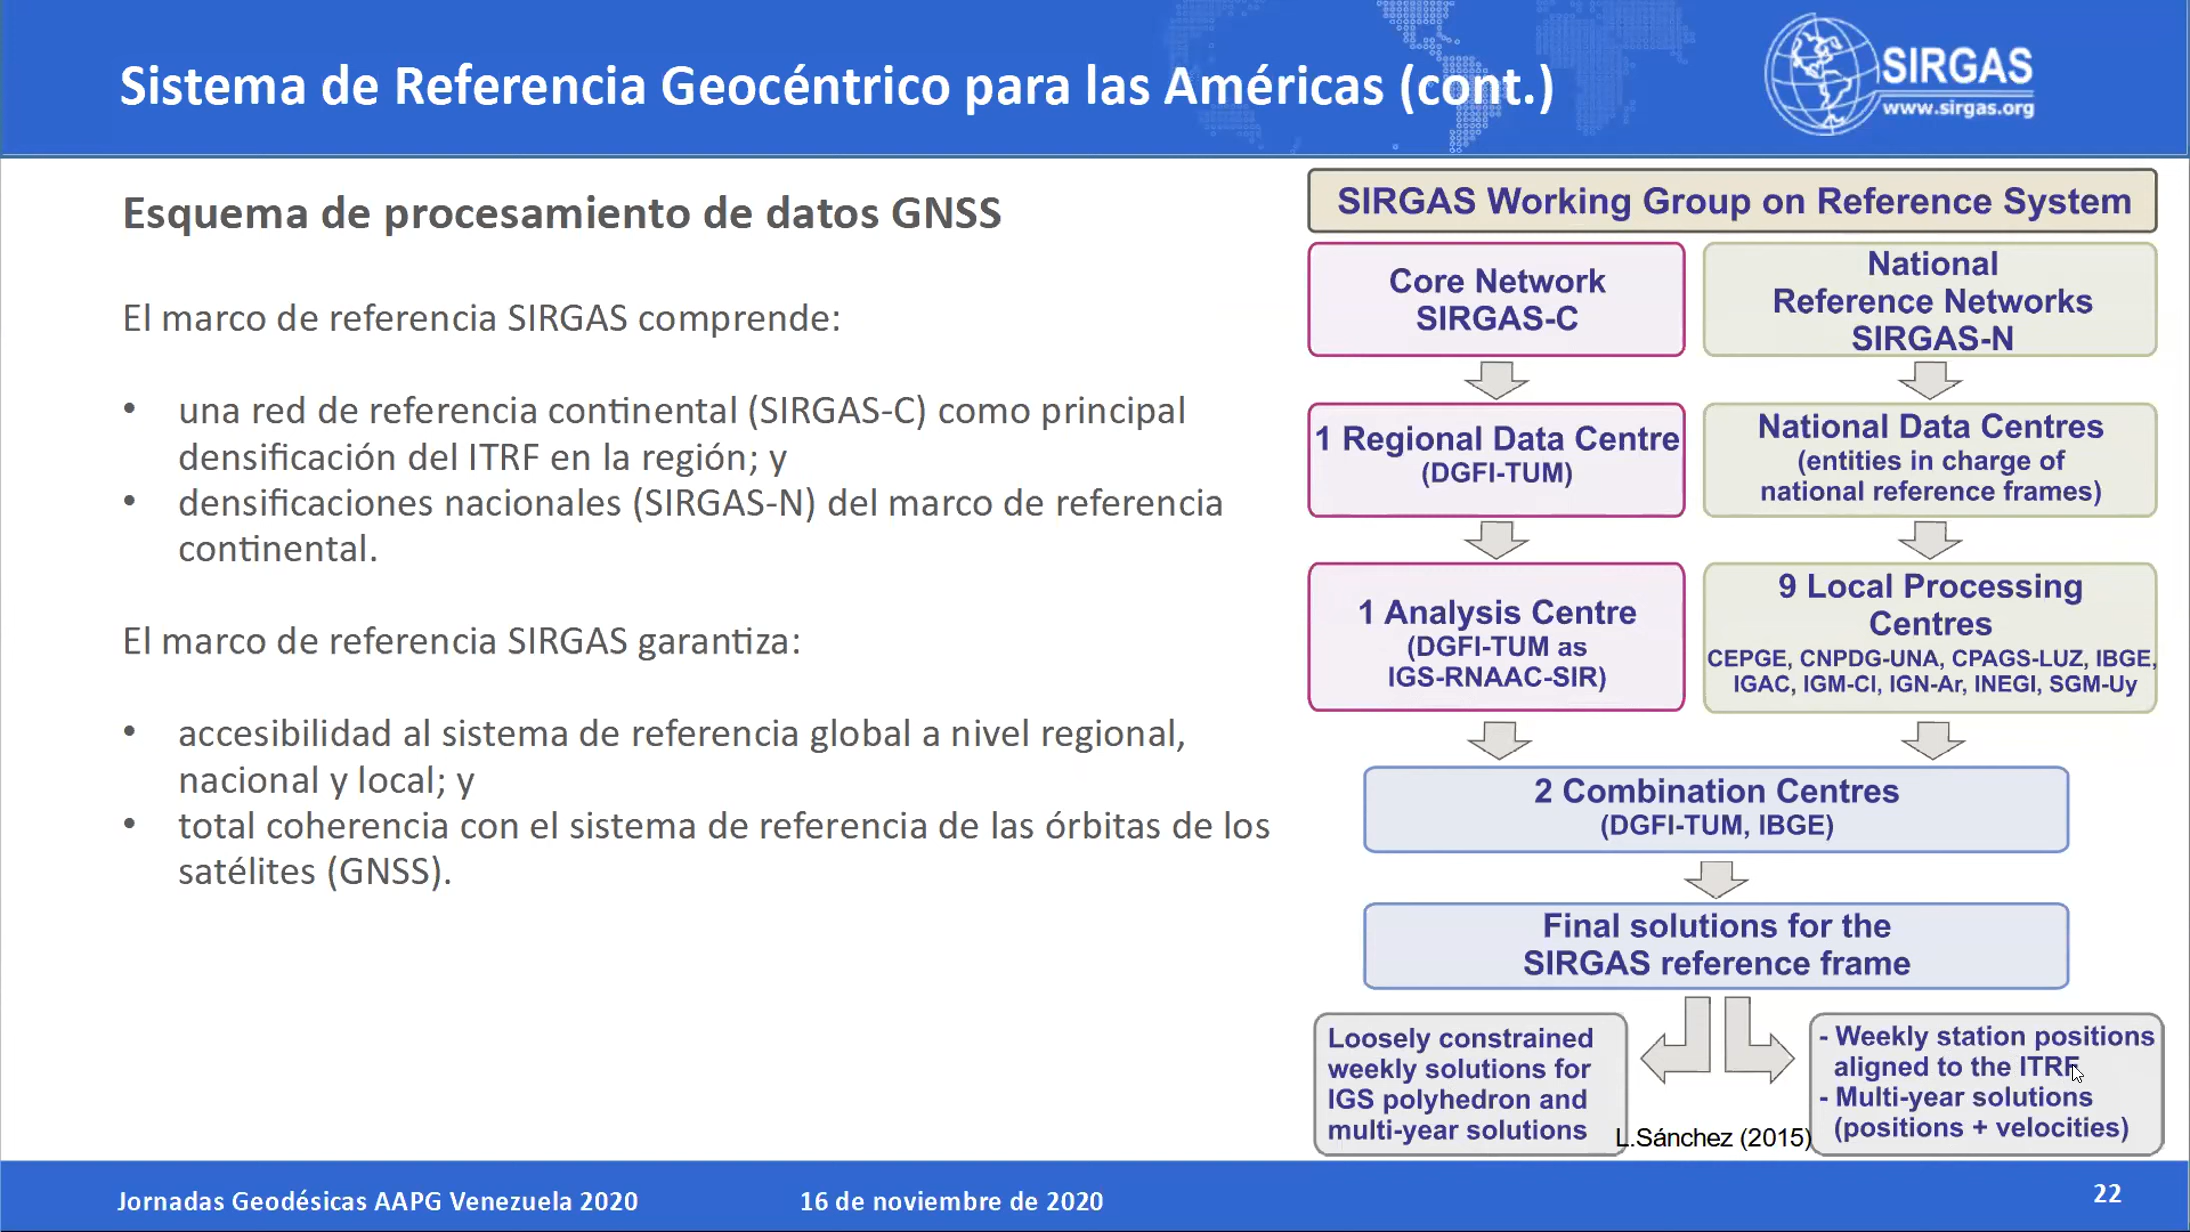 Sistema de Referencia Geocéntrico para las Américas (cont.)
SIRGAS
www.sirgas.org
Esquema de procesamiento de datos GNSS
El marco de referencia SIRGAS comprende:
• una red de referencia continental (SIRGAS-C) como principal
densificación del ITRF en la región; y
• densificaciones nacionales (SIRGAS-N) del marco de referencia
continental.
El marco de referencia SIRGAS garantiza:
• accesibilidad al sistema de referencia global a nivel regional,
nacional y local; y
• total coherencia con el sistema de referencia de las órbitas de los
satélites (GNSS).
SIRGAS Working Group on Reference System
Core Network
SIRGAS-C
National
Reference Networks
SIRGAS-N
1 Regional Data Centre
(DGFI-TUM)
National Data Centres
(entities in charge of
national reference frames)
1 Analysis Centre
(DGFI-TUM as
IGS-RNAAC-SIR)
9 Local Processing
Centres
CEPGE, CNPDG-UNA, CPAGS-LUZ, IBGE,
IGAC, IGM-Cl, IGN-Ar, INEGI, SGM-Uy
2 Combination Centres
(DGFI-TUM, IBGE)
Final solutions for the
SIRGAS reference frame
Loosely constrained
weekly solutions for
IGS polyhedron and
multi-year solutions
- Weekly station positions
aligned to the ITRF
- Multi-year solutions
(positions + velocities)
L.Sánchez (2015)
Jornadas Geodésicas AAPG Venezuela 2020
16 de noviembre de 2020
22